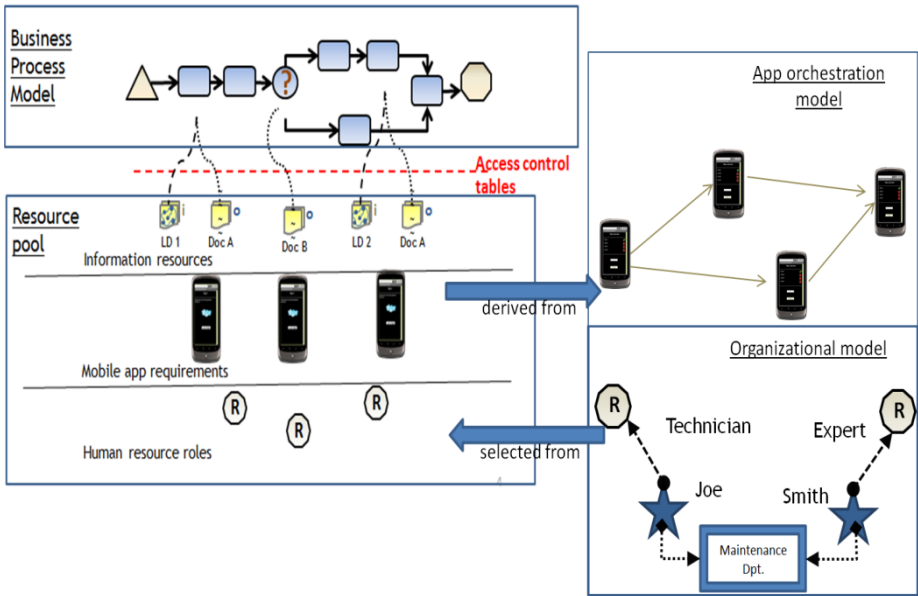 Business
Process
Model
?
Access control
tables
Resource
pool
i
o
o
i
o
~
~
~
LD 1
Doc A
Doc B
LD 2
Doc A
Information resources
Mobile app requirements
R
R
R
Human resource roles
4
derived from
selected from
App orchestration
model
Organizational model
R
R
Technician
Expert
Joe
Smith
Maintenance
Dpt.